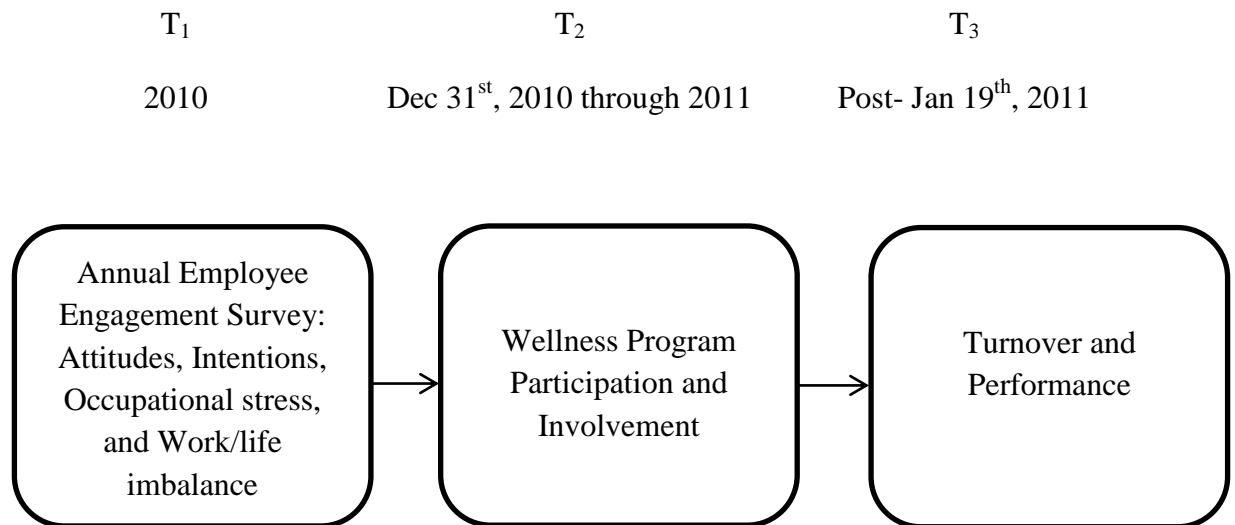 T₁ T₂ T₃
2010 Dec 31ˢᵗ, 2010 through 2011 Post- Jan 19ᵗʰ, 2011
Annual Employee
Engagement Survey:
Attitudes, Intentions,
Occupational stress,
and Work/life
imbalance
Wellness Program
Participation and
Involvement
Turnover and
Performance